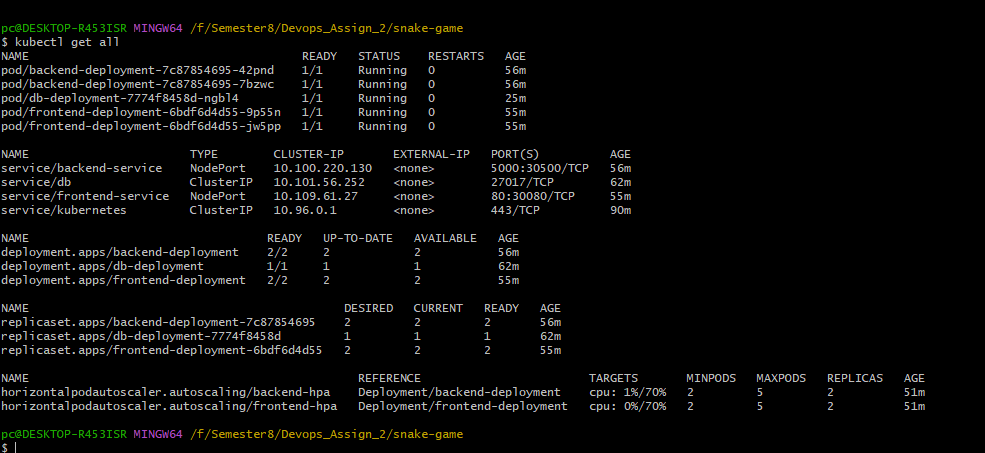 pc@DESKTOP-R453ISR MINGW64 /f/Semester8/Devops_Assign_2/snake-game
$ kubectl get all
NAME READY STATUS RESTARTS AGE
pod/backend-deployment-7c87854695-42pnd 1/1 Running 0 56m
pod/backend-deployment-7c87854695-7bzwc 1/1 Running 0 56m
pod/db-deployment-7774f8458d-ngbl4 1/1 Running 0 25m
pod/frontend-deployment-6bdf6d4d55-9p55n 1/1 Running 0 55m
pod/frontend-deployment-6bdf6d4d55-jw5pp 1/1 Running 0 55m
NAME TYPE CLUSTER-IP EXTERNAL-IP PORT(S) AGE
service/backend-service NodePort 10.100.220.130 <none> 5000:30500/TCP 56m
service/db ClusterIP 10.101.56.252 <none> 27017/TCP 62m
service/frontend-service NodePort 10.109.61.27 <none> 80:30080/TCP 55m
service/kubernetes ClusterIP 10.96.0.1 <none> 443/TCP 90m
NAME READY UP-TO-DATE AVAILABLE AGE
deployment.apps/backend-deployment 2/2 2 2 56m
deployment.apps/db-deployment 1/1 1 1 62m
deployment.apps/frontend-deployment 2/2 2 2 55m
NAME DESIRED CURRENT READY AGE
replicaset.apps/backend-deployment-7c87854695 2 2 2 56m
replicaset.apps/db-deployment-7774f8458d 1 1 1 62m
replicaset.apps/frontend-deployment-6bdf6d4d55 2 2 2 55m
NAME REFERENCE TARGETS MINPODS MAXPODS REPLICAS AGE
horizontalpodautoscaler.autoscaling/backend-hpa Deployment/backend-deployment cpu: 1%/70% 2 5 2 51m
horizontalpodautoscaler.autoscaling/frontend-hpa Deployment/frontend-deployment cpu: 0%/70% 2 5 2 51m
pc@DESKTOP-R453ISR MINGW64 /f/Semester8/Devops_Assign_2/snake-game
$